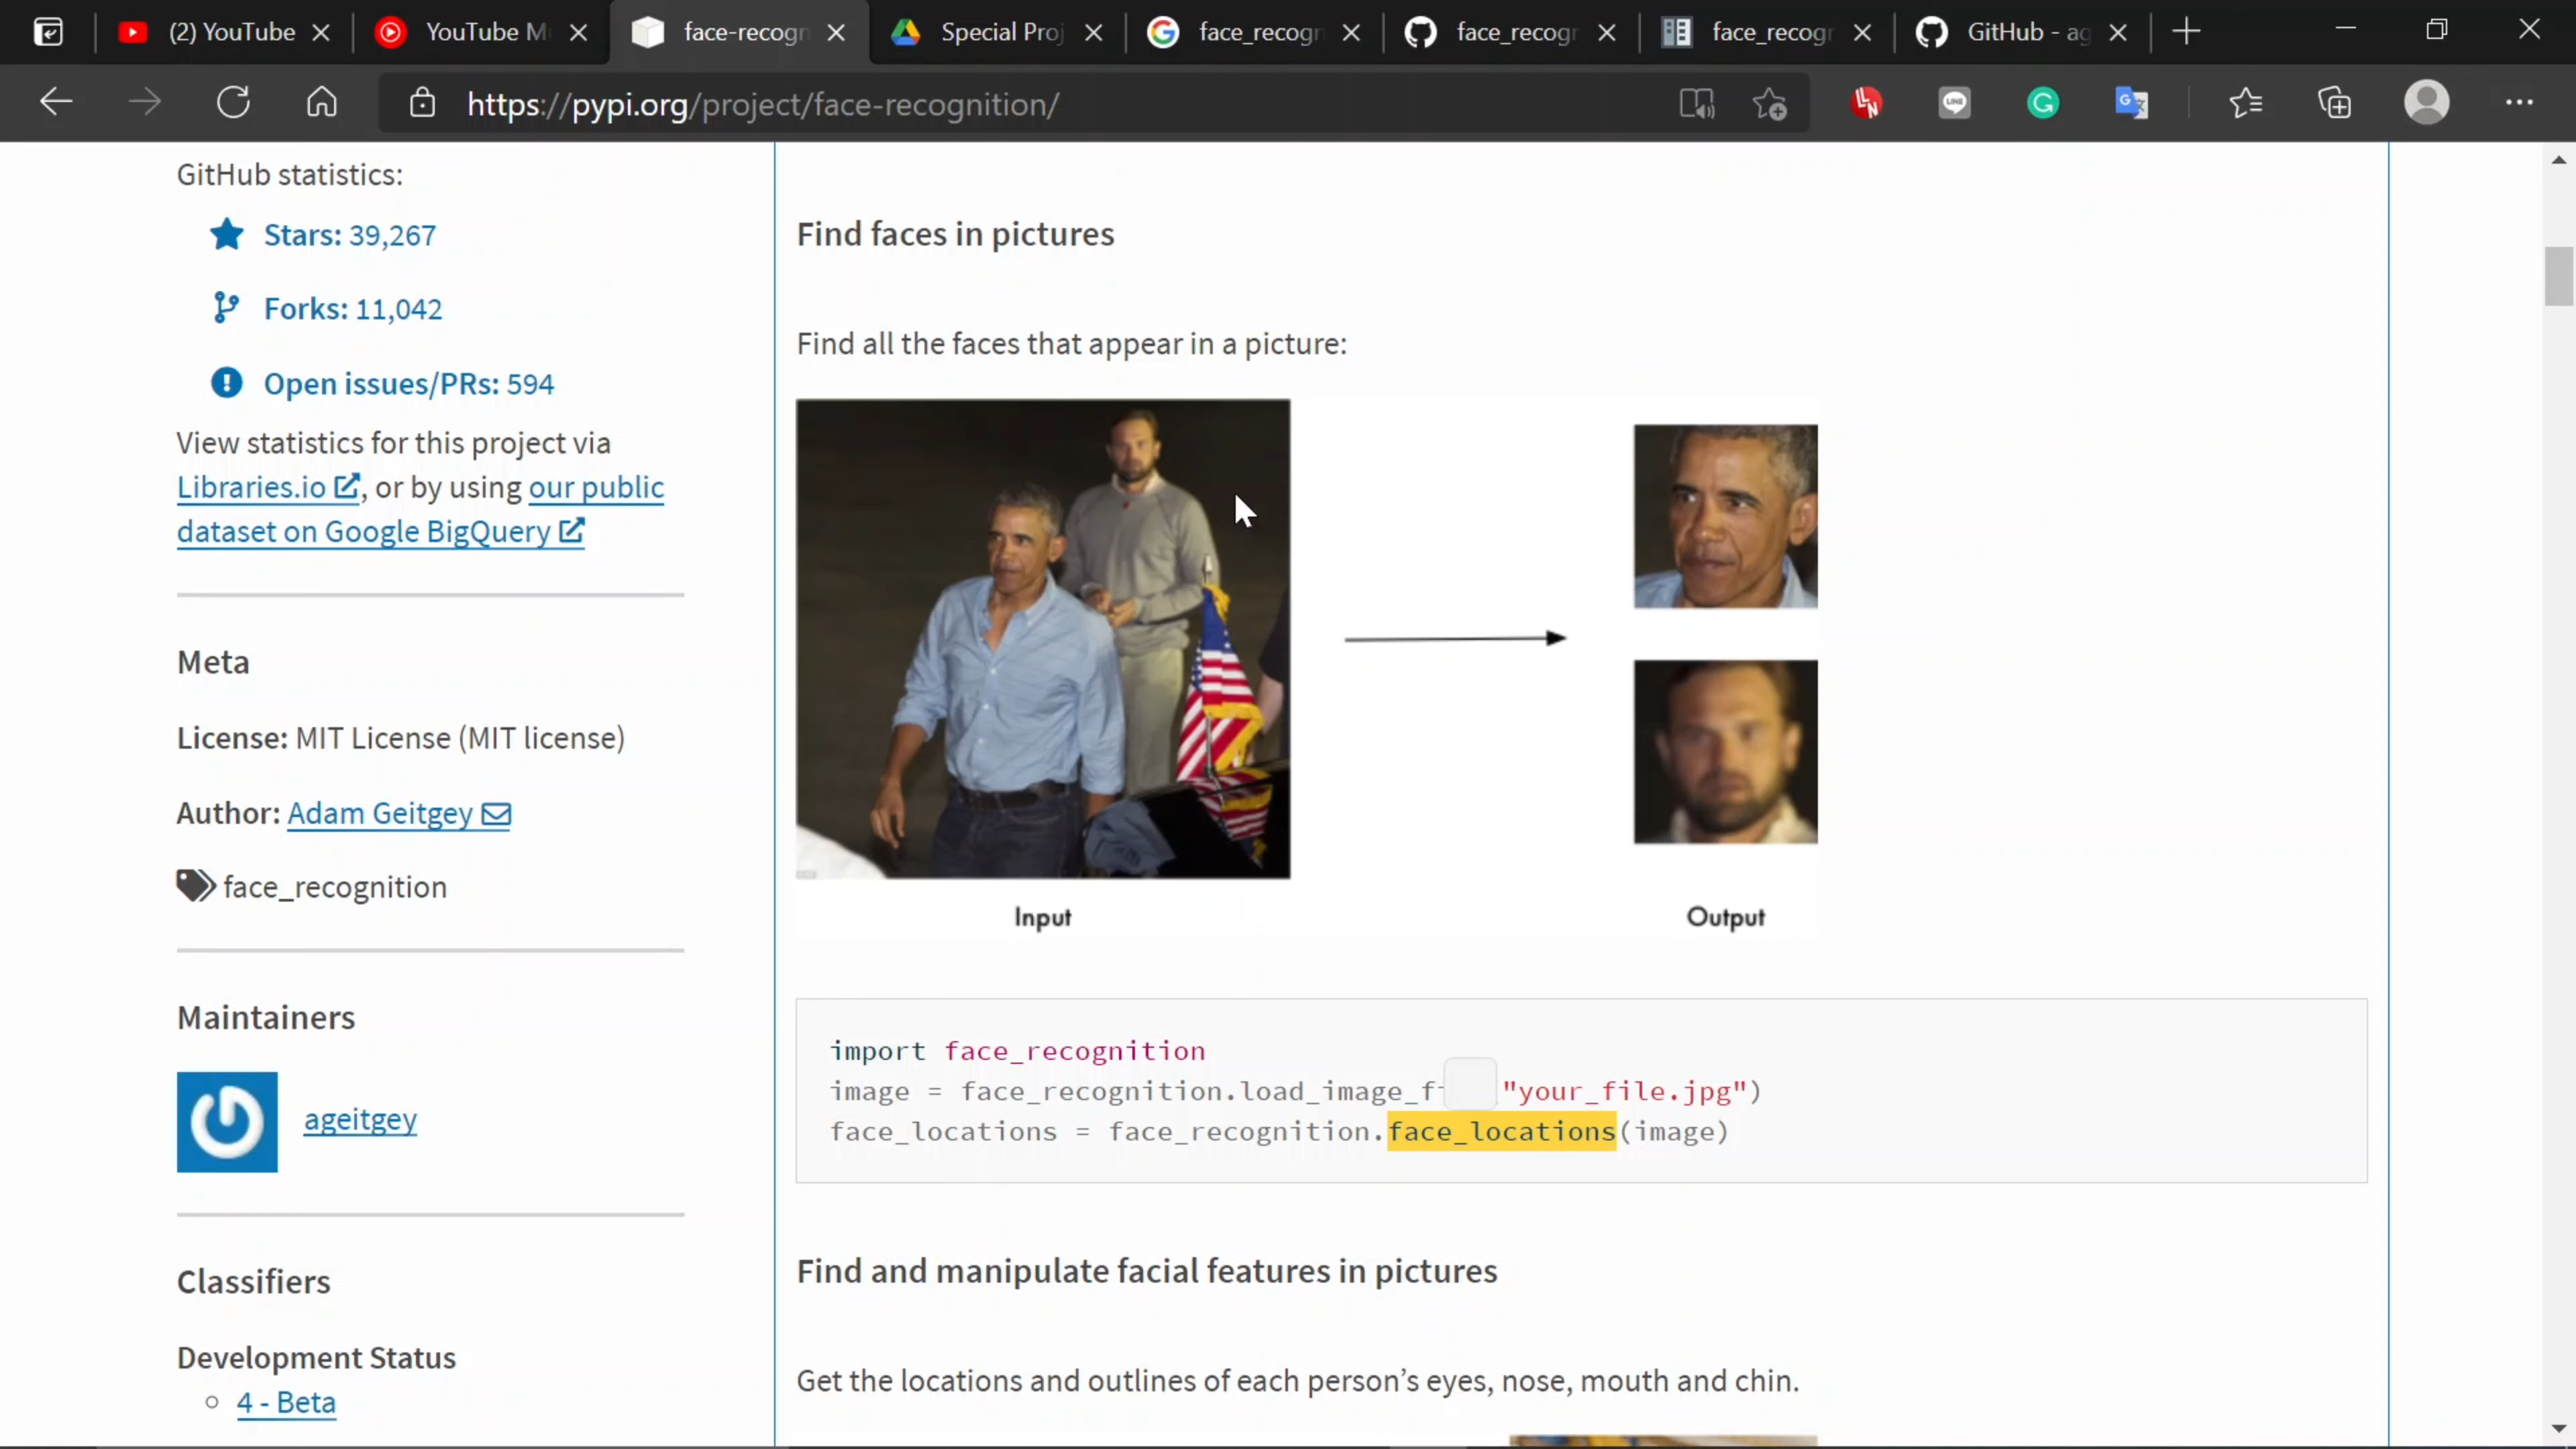 (2) YouTube
YouTube M
face-recogn
Special Proj
face_recogn
face_recogn
face_recogr
GitHub - ag
https://pypi.org/project/face-recognition/
GitHub statistics:
Stars: 39,267
Forks: 11,042
Open issues/PRs: 594
View statistics for this project via
Libraries.io, or by using our public
dataset on Google BigQuery
Meta
License: MIT License (MIT license)
Author: Adam Geitgey
face_recognition
Maintainers
ageitgey
Classifiers
Development Status
4 - Beta
Find faces in pictures
Find all the faces that appear in a picture:
Input
Output
import face_recognition
image = face_recognition.load_image_fi "your_file.jpg")
face_locations = face_recognition.face_locations(image)
Find and manipulate facial features in pictures
Get the locations and outlines of each person’s eyes, nose, mouth and chin.